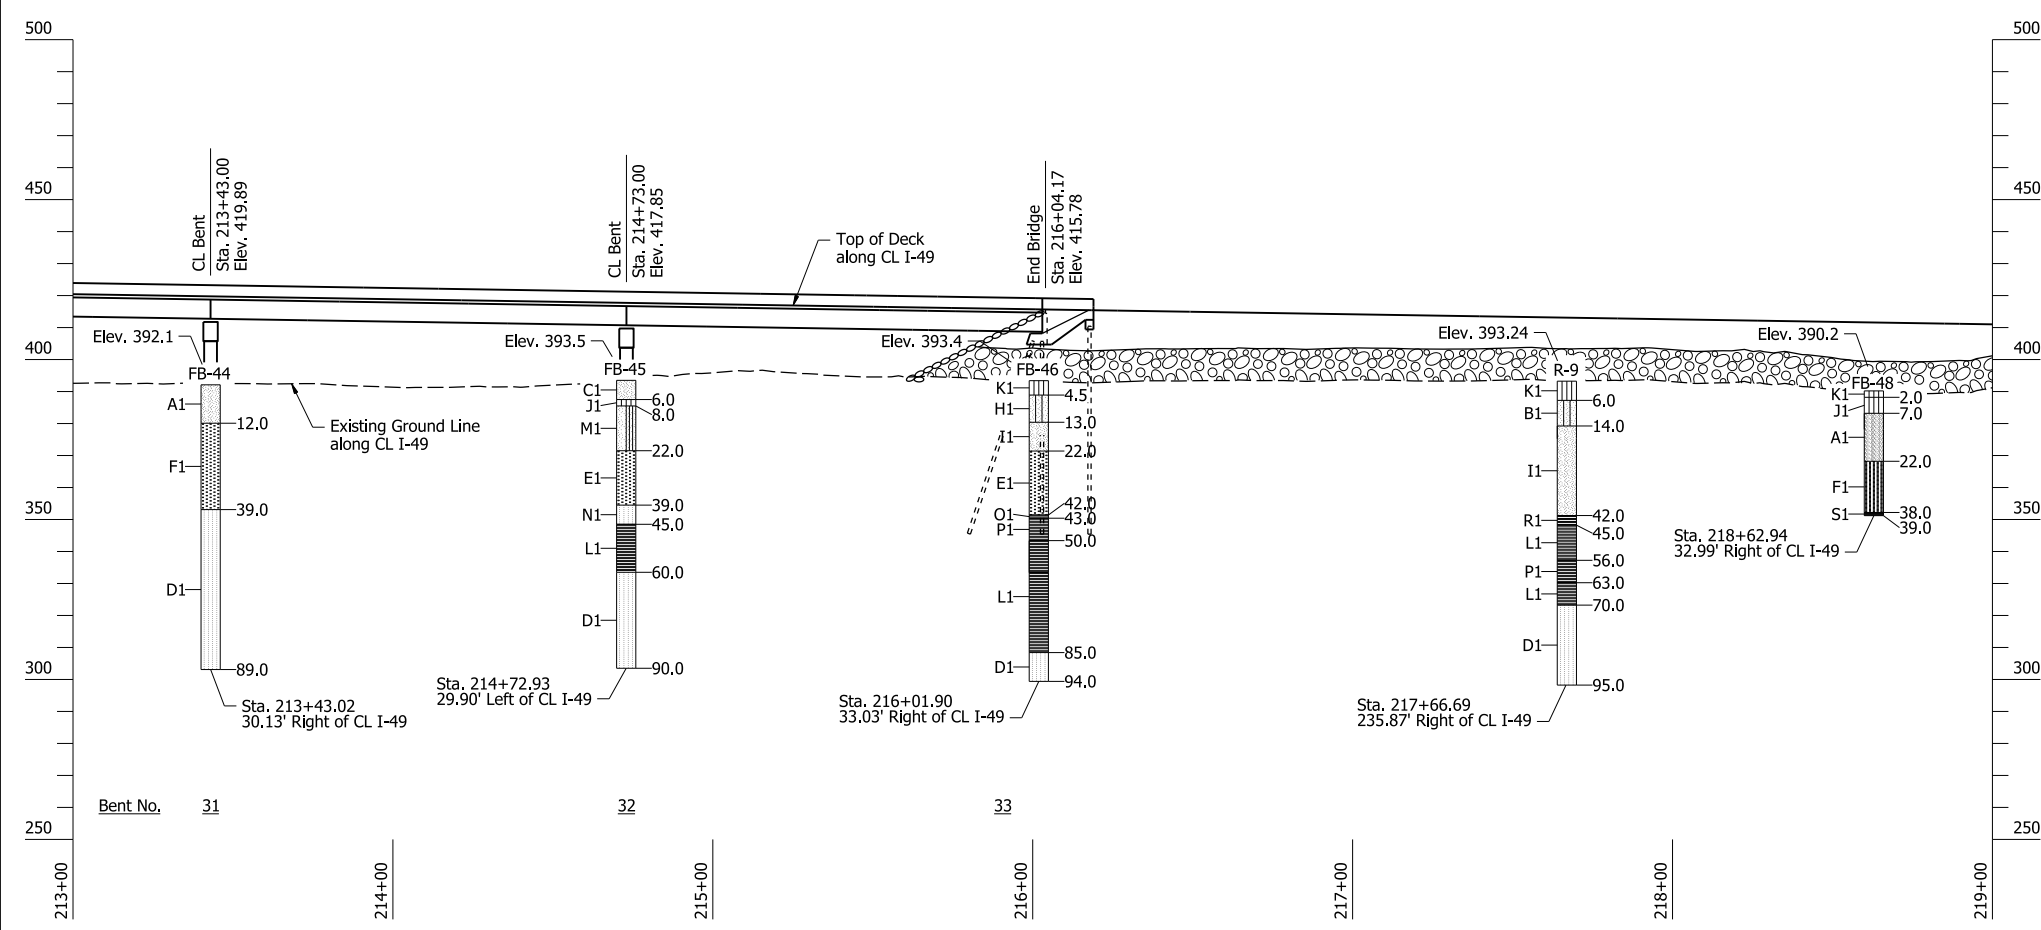 500
450
400
350
300
250
500
450
400
350
300
250
CL Bent
Sta. 213+43.00
Elev. 419.89
CL Bent
Sta. 214+73.00
Elev. 417.85
End Bridge
Sta. 216+04.17
Elev. 415.78
Top of Deck
along CL I-49
Existing Ground Line
along CL I-49
Elev. 392.1
FB-44
A1
12.0
F1
39.0
D1
89.0
Sta. 213+43.02
30.13' Right of CL I-49
Elev. 393.5
FB-45
C1
6.0
J1
8.0
M1
22.0
E1
39.0
N1
45.0
L1
60.0
D1
90.0
Sta. 214+72.93
29.90' Left of CL I-49
Elev. 393.4
FB-46
K1
4.5
H1
13.0
I1
22.0
E1
42.0
O1
43.0
P1
50.0
L1
85.0
D1
94.0
Sta. 216+01.90
33.03' Right of CL I-49
Elev. 393.24
R-9
K1
6.0
B1
14.0
I1
42.0
R1
45.0
L1
56.0
P1
63.0
L1
70.0
D1
95.0
Sta. 217+66.69
235.87' Right of CL I-49
Elev. 390.2
FB-48
K1
2.0
J1
7.0
A1
22.0
F1
38.0
S1
39.0
Sta. 218+62.94
32.99' Right of CL I-49
Bent No.
31
32
33
213+00
214+00
215+00
216+00
217+00
218+00
219+00